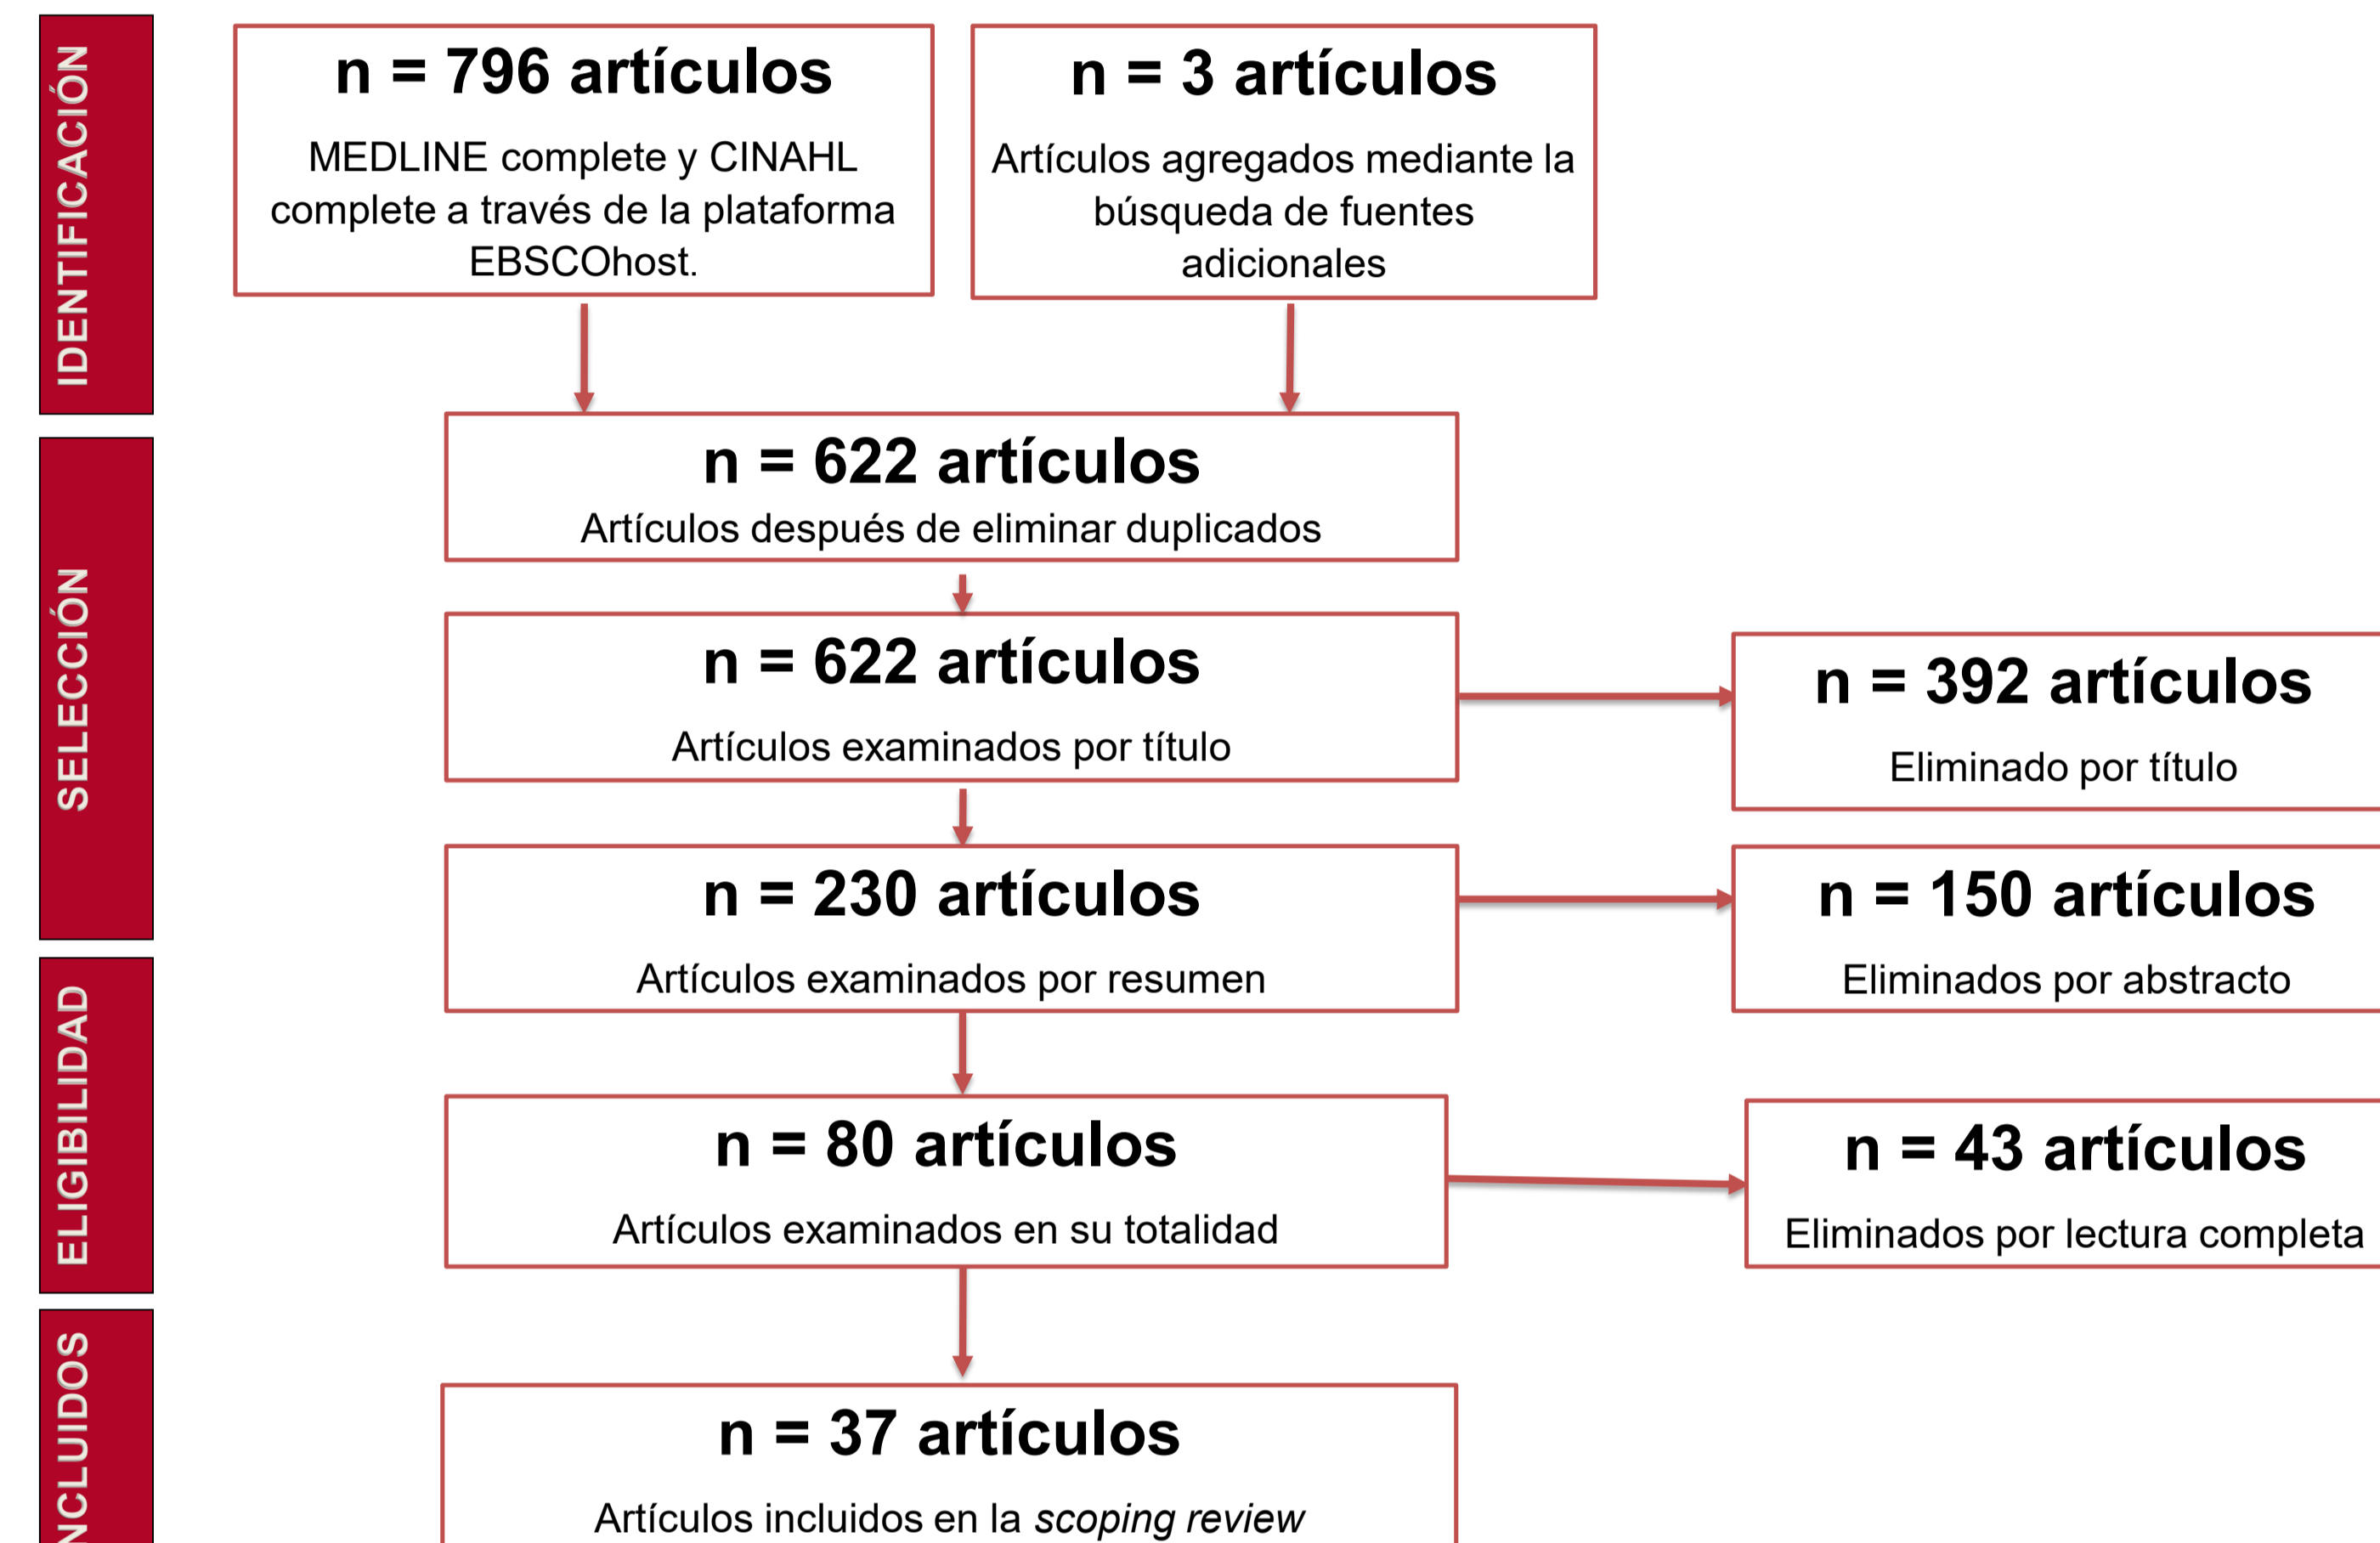 IDENTIFICACIÓN
n = 796 artículos
MEDLINE complete y CINAHL
complete a través de la plataforma
EBSCOhost.
n = 3 artículos
Artículos agregados mediante la
búsqueda de fuentes
adicionales
SELECCIÓN
n = 622 artículos
Artículos después de eliminar duplicados
n = 622 artículos
Artículos examinados por título
n = 392 artículos
Eliminado por título
n = 230 artículos
Artículos examinados por resumen
n = 150 artículos
Eliminados por abstracto
ELIGIBILIDAD
n = 80 artículos
Artículos examinados en su totalidad
n = 43 artículos
Eliminados por lectura completa
NCLUIDOS
n = 37 artículos
Artículos incluidos en la scoping review